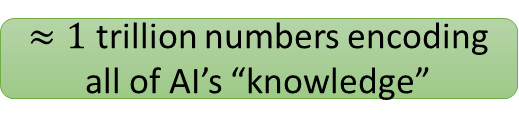 ≈ 1 trillion numbers encoding
all of AI’s “knowledge”